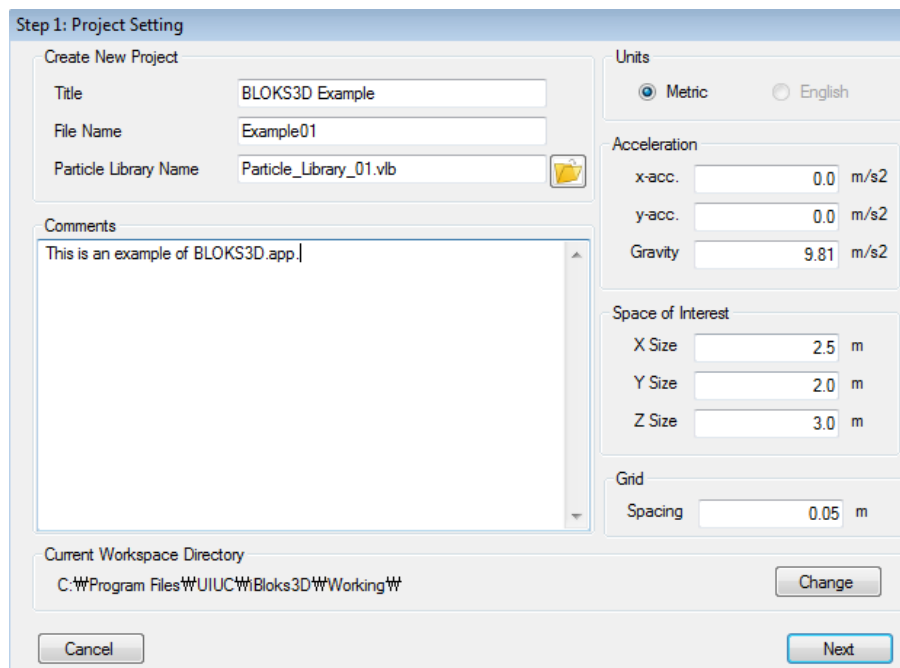 Step 1: Project Setting
Create New Project
Title
BLOKS3D Example
File Name
Example01
Particle Library Name
Particle_Library_01.vlb
Comments
This is an example of BLOKS3D.app.
Units
Metric
English
Acceleration
x-acc.
0.0 m/s2
y-acc.
0.0 m/s2
Gravity
9.81 m/s2
Space of Interest
X Size
2.5 m
Y Size
2.0 m
Z Size
3.0 m
Grid
Spacing
0.05 m
Current Workspace Directory
C:₩Program Files₩UIUC₩iBloks3D₩Working₩
Change
Cancel
Next